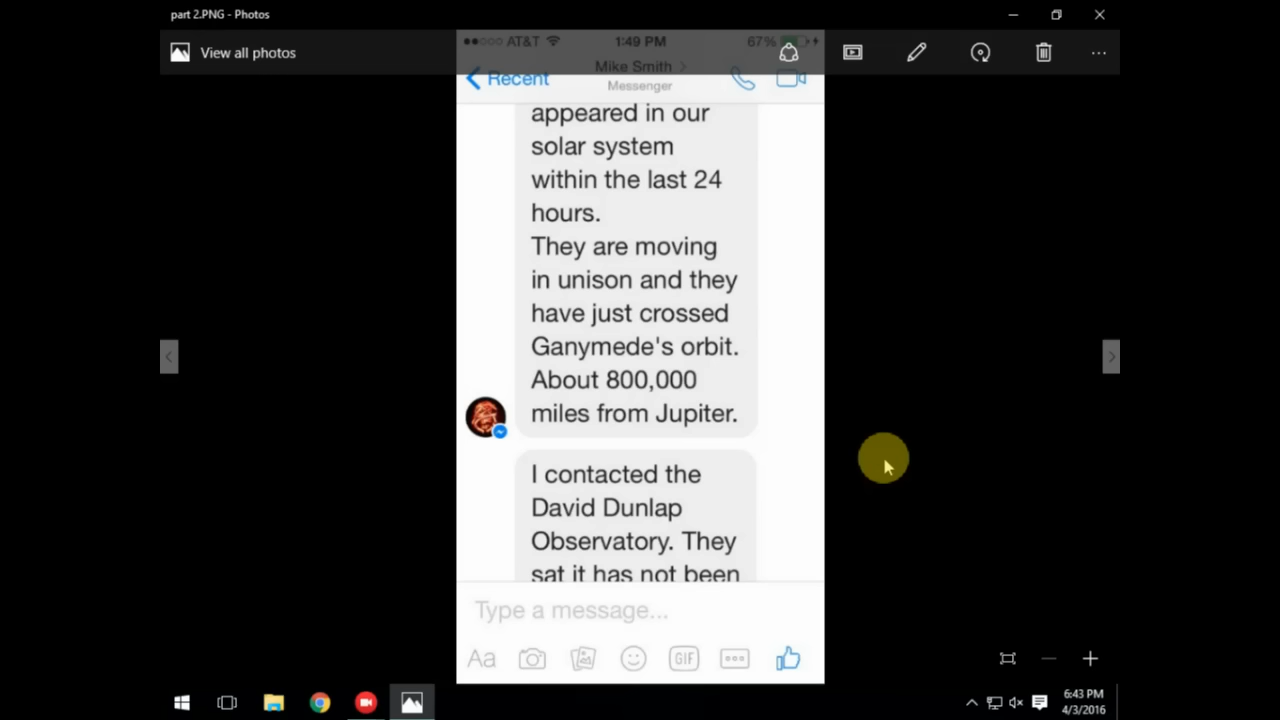 part 2.PNG - Photos
View all photos
AT&T 1:49 PM 67%
Recent Mike Smith
Messenger
appeared in our
solar system
within the last 24
hours.
They are moving
in unison and they
have just crossed
Ganymede's orbit.
About 800,000
miles from Jupiter.
I contacted the
David Dunlap
Observatory. They
sat it has not been
Type a message...
Aa GIF
6:43 PM
4/3/2016